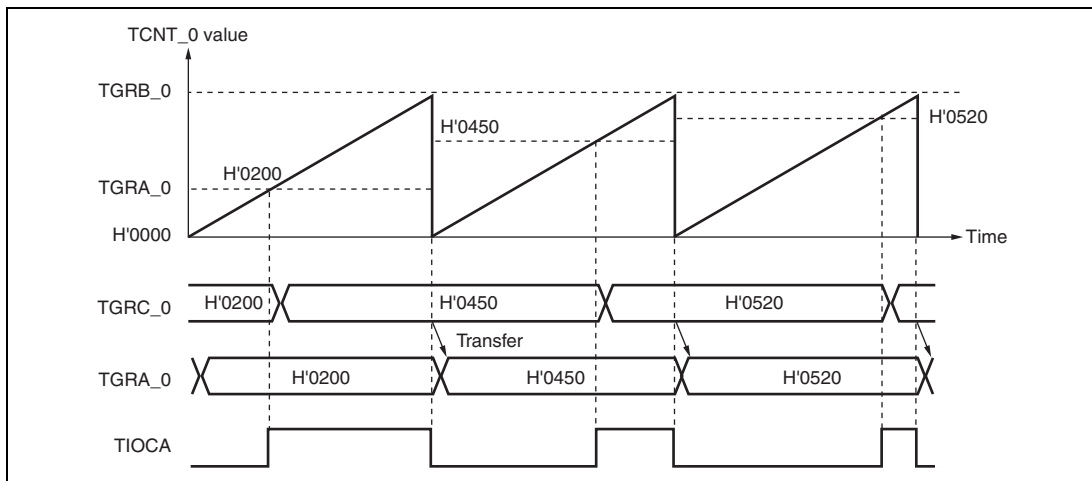 TCNT_0 value
TGRB_0
H'0520
H'0450
H'0200
TGRA_0
H'0000
Time
TGRC_0
H'0200
H'0450
H'0520
Transfer
TGRA_0
H'0200
H'0450
H'0520
TIOCA